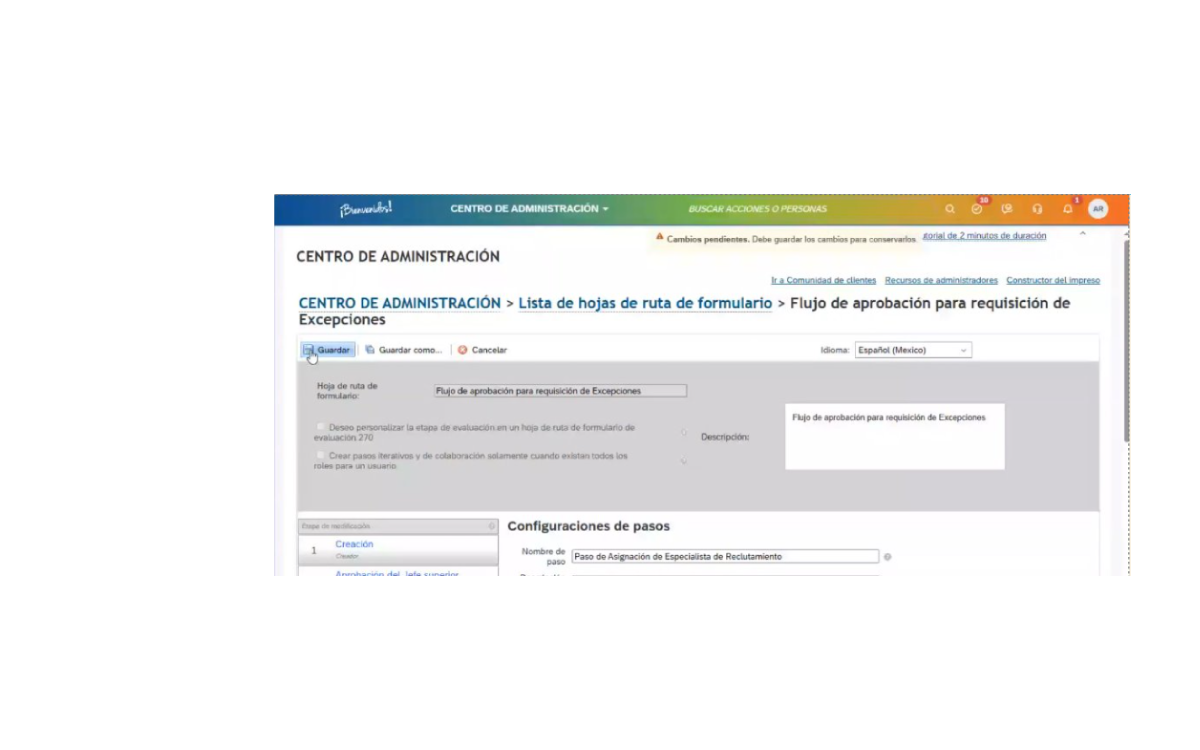 ¡Bienvenidos!
CENTRO DE ADMINISTRACIÓN
BUSCAR ACCIONES O PERSONAS
10
1
AR
Cambios pendientes. Debe guardar los cambios para conservarlos.
torial de 2 minutos de duración
CENTRO DE ADMINISTRACIÓN
Ir a Comunidad de clientes Recursos de administradores Constructor del impreso
CENTRO DE ADMINISTRACIÓN > Lista de hojas de ruta de formulario > Flujo de aprobación para requisición de
Excepciones
Guardar Guardar como... Cancelar
Idioma: Español (Mexico)
Hoja de ruta de
formulario:
Flujo de aprobación para requisición de Excepciones
Deseo personalizar la etapa de evaluación en un hoja de ruta de formulario de
evaluación 270
Crear pasos iterativos y de colaboración solamente cuando existan todos los
roles para un usuario
Descripción:
Flujo de aprobación para requisición de Excepciones
Etapa de rectificación
1 Creación
Creador
Aprobación del Jefe superior
Configuraciones de pasos
Nombre de
paso
Paso de Asignación de Especialista de Reclutamiento